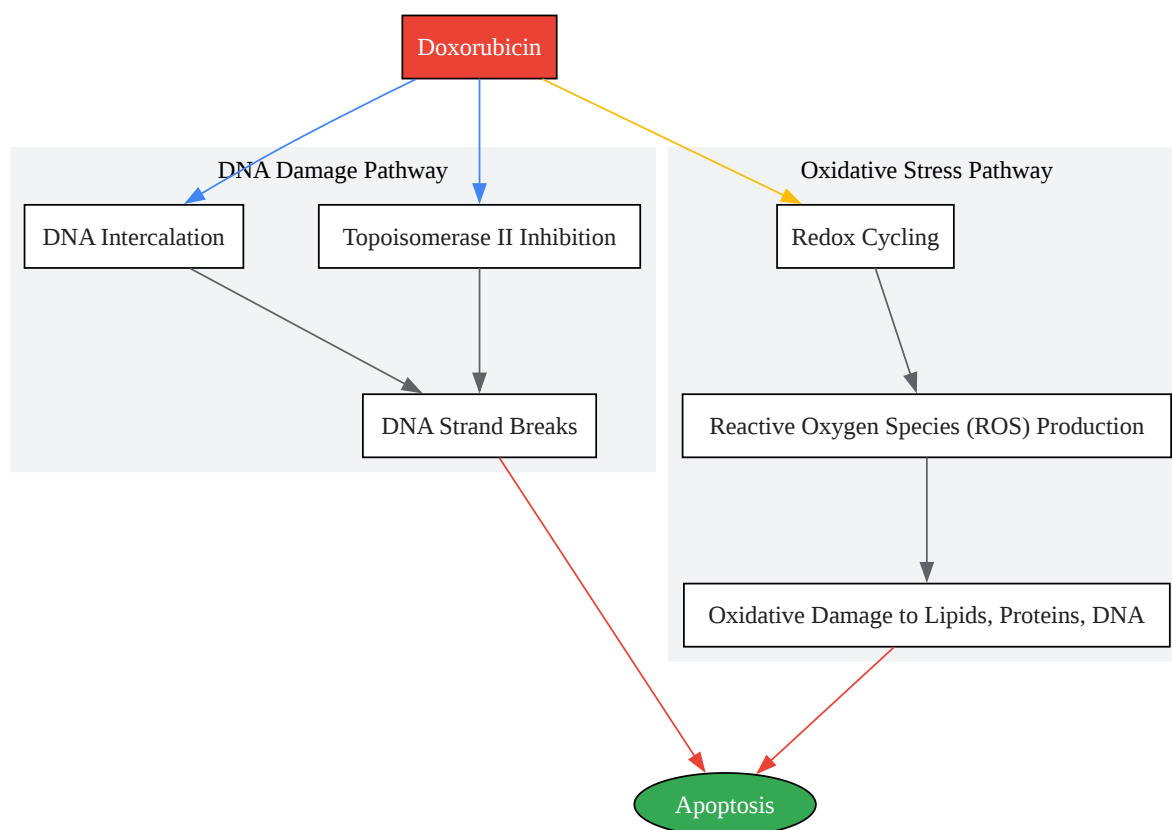 Doxorubicin
DNA Damage Pathway
Oxidative Stress Pathway
DNA Intercalation
Topoisomerase II Inhibition
Redox Cycling
DNA Strand Breaks
Reactive Oxygen Species (ROS) Production
Oxidative Damage to Lipids, Proteins, DNA
Apoptosis